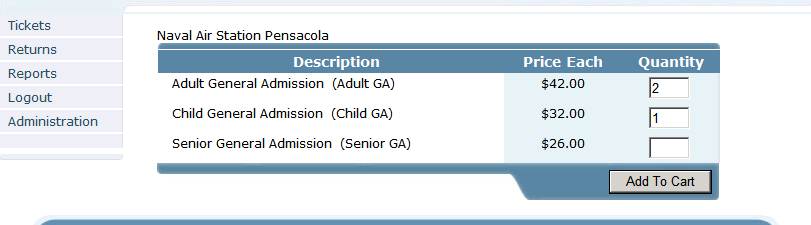 Tickets
Returns
Reports
Logout
Administration
Naval Air Station Pensacola
Description Price Each Quantity
Adult General Admission (Adult GA) $42.00 2
Child General Admission (Child GA) $32.00 1
Senior General Admission (Senior GA) $26.00
Add To Cart